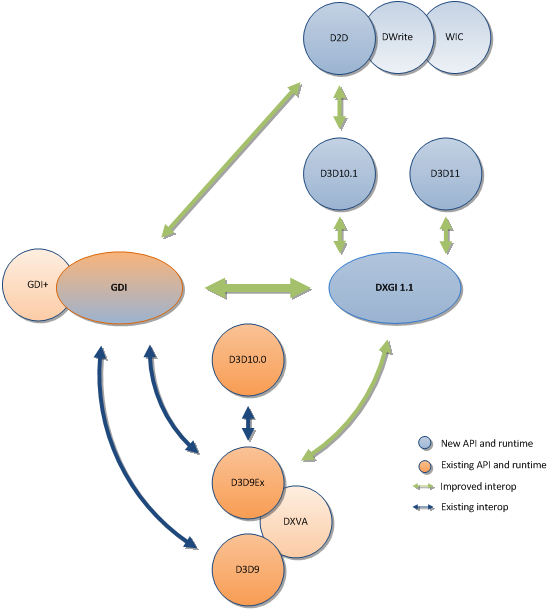 D2D
DWrite
WIC
D3D10.1
D3D11
GDI+
GDI
DXGI 1.1
D3D10.0
D3D9Ex
DXVA
D3D9
New API and runtime
Existing API and runtime
Improved interop
Existing interop